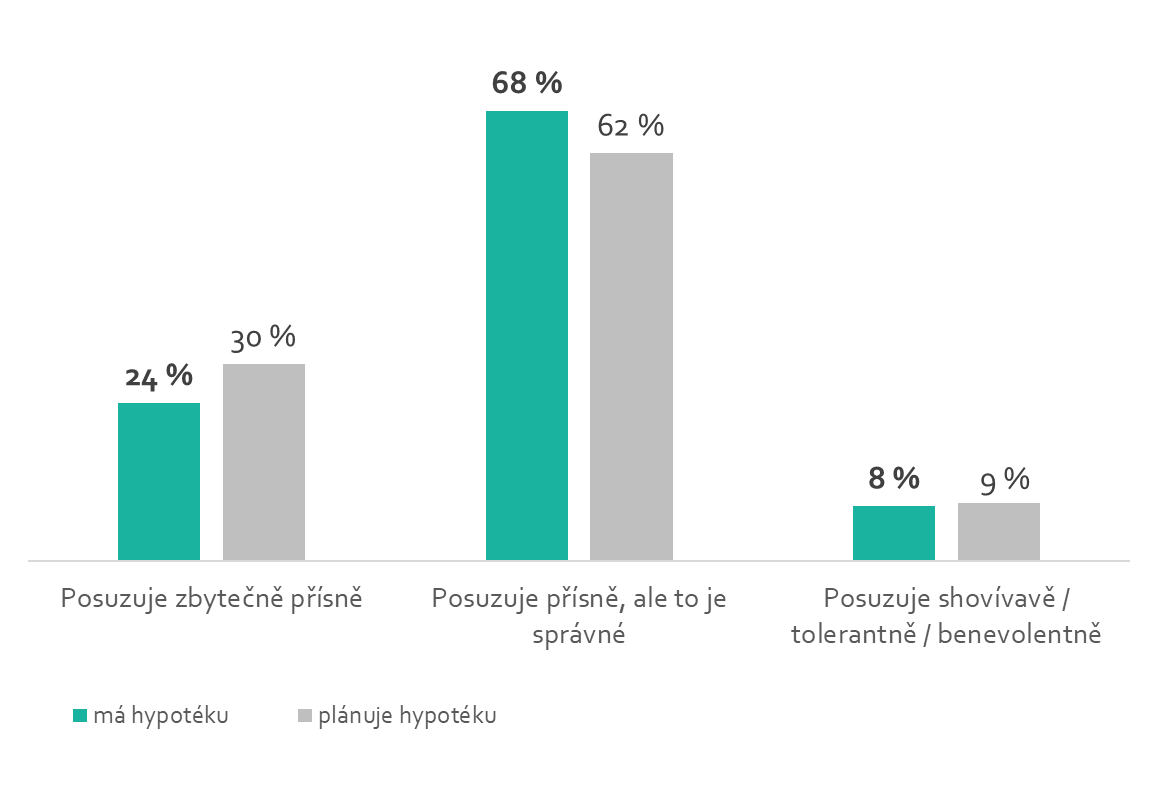 68 %
62 %
30 %
24 %
8 %
9 %
Posuzuje zbytečně přísně
Posuzuje přísně, ale to je
správné
Posuzuje shovívavě /
tolerantně / benevolentně
má hypotéku
plánuje hypotéku